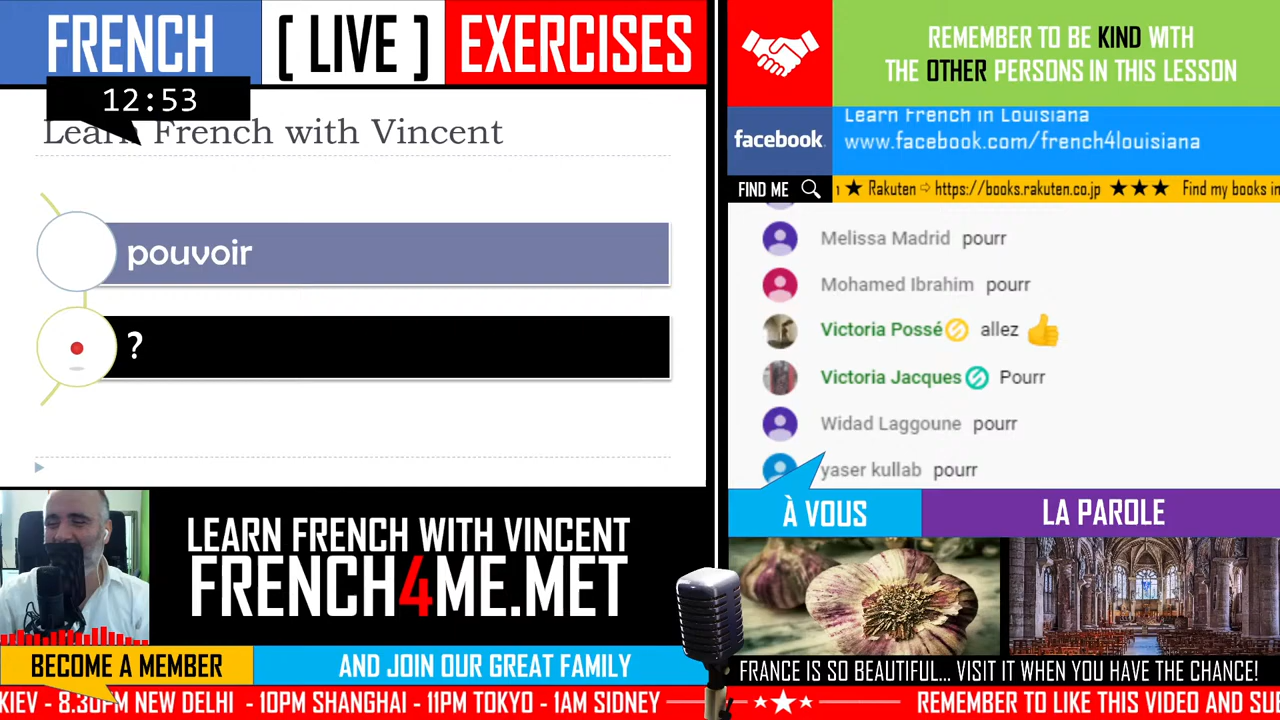 FRENCH [ LIVE ] EXERCISES
12:53
Learn French with Vincent
pouvoir
?
LEARN FRENCH WITH VINCENT
FRENCH4ME.MET
BECOME A MEMBER
AND JOIN OUR GREAT FAMILY
KIEV - 8.30PM NEW DELHI - 10PM SHANGHAI - 11PM TOKYO - 1AM SIDNEY
REMEMBER TO BE KIND WITH
THE OTHER PERSONS IN THIS LESSON
facebook.
Learn French in Louisiana
www.facebook.com/french4louisiana
FIND ME
★ Rakuten ⇨ https://books.rakuten.co.jp ★★★ Find my books in
Melissa Madrid pourr
Mohamed Ibrahim pourr
Victoria Possé allez 👍
Victoria Jacques Pourr
Widad Laggoune pourr
yaser kullab pourr
À VOUS
LA PAROLE
FRANCE IS SO BEAUTIFUL... VISIT IT WHEN YOU HAVE THE CHANCE!
REMEMBER TO LIKE THIS VIDEO AND